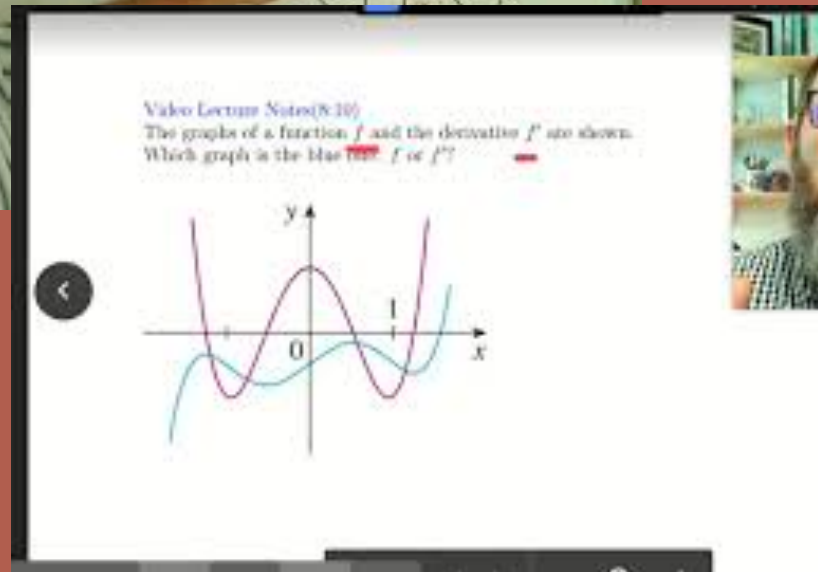 Video Lecture Notes(8:10)
The graphs of a function f and the derivative f' are shown.
Which graph is the blue one: f or f'?
y
1
0
x